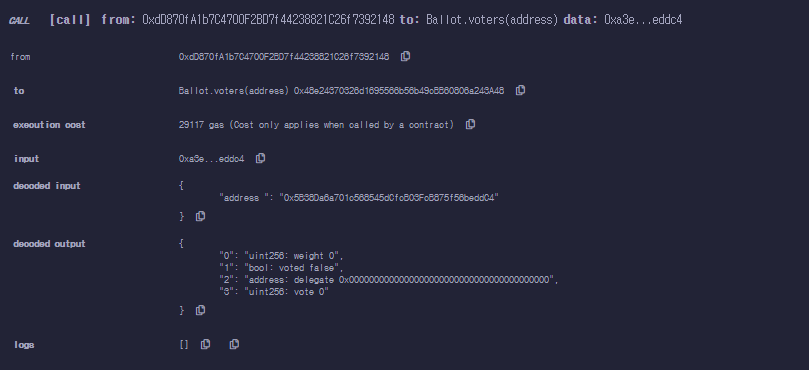 CALL [call] from: 0xdD870fA1b7C4700F2BD7f44238821C26f7392148 to: Ballot.voters(address) data: 0xa3e...eddc4
from 0xdD870fA1b7C4700F2BD7f44238821C26f7392148
to Ballot.voters(address)
execution cost 29117 gas (Cost only applies when called by a contract)
input 0xa3e...eddc4
decoded input {
"address ": "0x5B38Da6a701c568545dCfcB03FcB875f56beddC4"
}
decoded output {
"0": "uint256: weight 0",
"1": "bool: voted false",
"2": "address: delegate 0x0000000000000000000000000000000000000000",
"3": "uint256: vote 0"
}
logs []